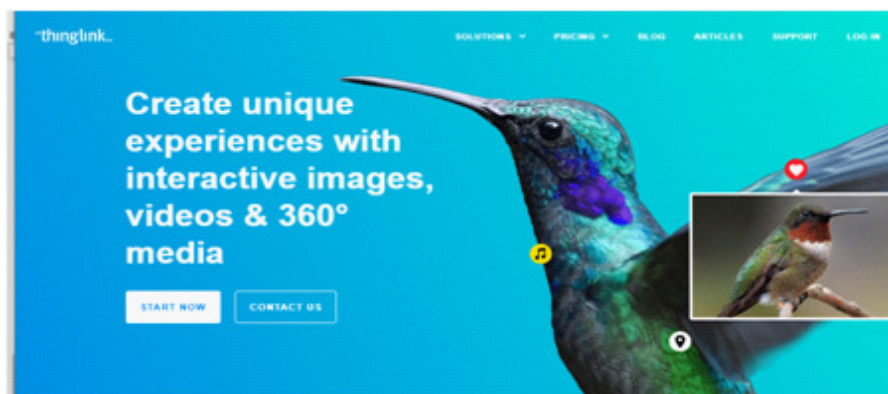 thinglink..
SOLUTIONS
PRICING
BLOG
ARTICLES
SUPPORT
LOG IN
Create unique
experiences with
interactive images,
videos & 360°
media
START NOW
CONTACT US